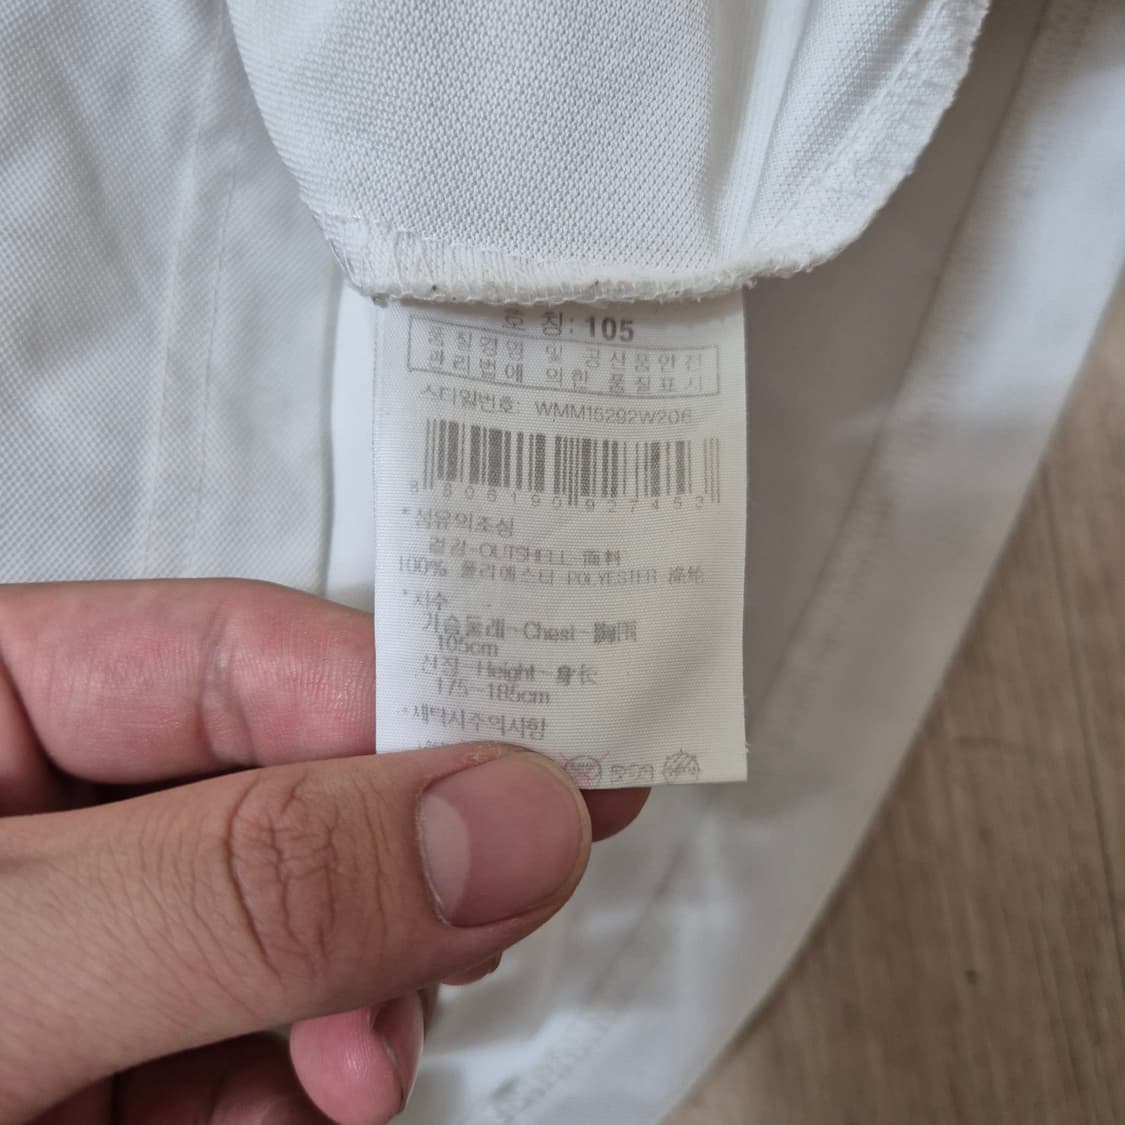 호 칭: 105
품질경영 및 공산품안전
관리법에 의한 품질표시
스타일번호: WMM15292W206
8 806190 927453
*섬유의조성
겉감-OUTSHELL 面料
100% 폴리에스터 POLYESTER 涤纶
*치수
가슴둘레-Chest-胸围
105cm
신장-Height-身长
175~185cm
*세탁시주의사항